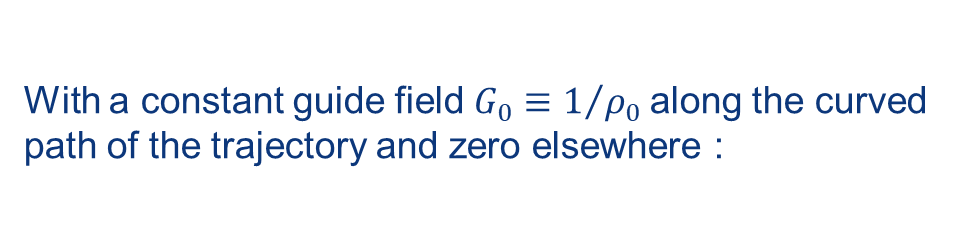 With a constant guide field G₀ ≡ 1/ρ₀ along the curved
path of the trajectory and zero elsewhere :